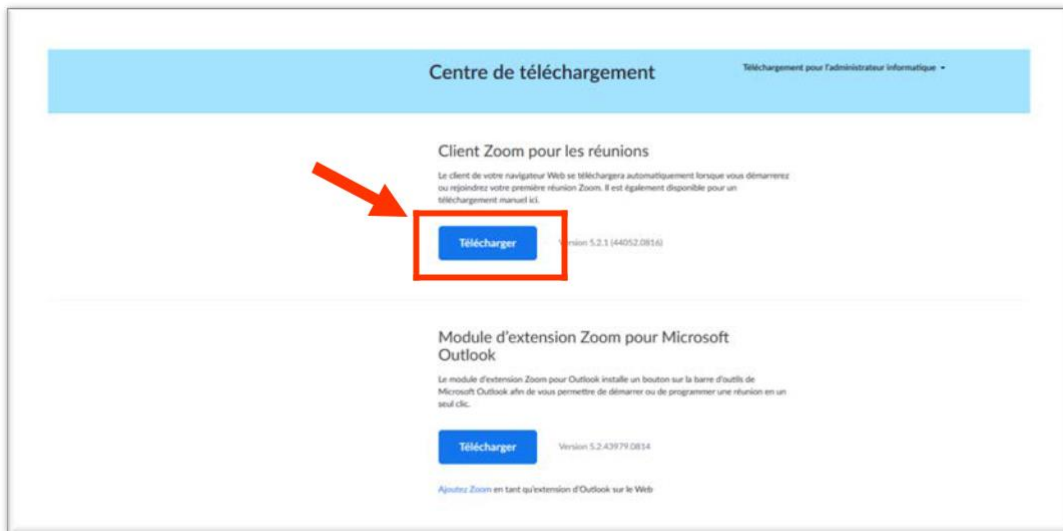 Centre de téléchargement
Téléchargement pour l'administrateur informatique
Client Zoom pour les réunions
Le client de votre navigateur Web se téléchargera automatiquement lorsque vous démarrerez
ou rejoindrez votre première réunion Zoom. Il est également disponible pour un
téléchargement manuel ici.
Télécharger
Version 5.2.1 (44052.0816)
Module d'extension Zoom pour Microsoft
Outlook
Le module d'extension Zoom pour Outlook installe un bouton sur la barre d'outils de
Microsoft Outlook afin de vous permettre de démarrer ou de programmer une réunion en un
seul clic.
Télécharger
Version 5.2.43979.0814
Ajoutez Zoom en tant qu'extension d'Outlook sur le Web